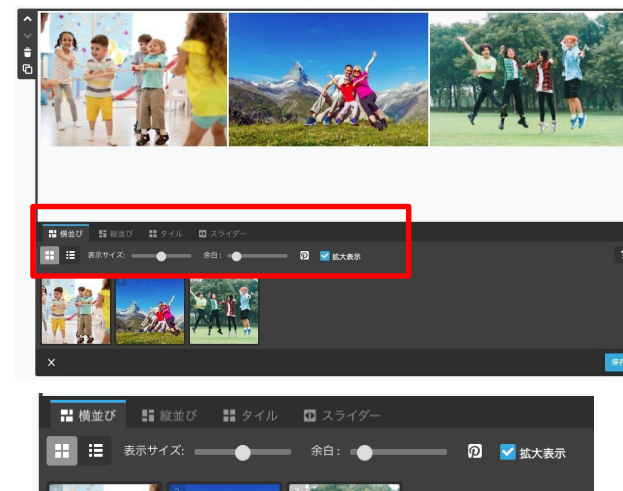 横並び 縦並び タイル スライダー
表示サイズ: 余白: 拡大表示
保存
横並び 縦並び タイル スライダー
表示サイズ: 余白: 拡大表示